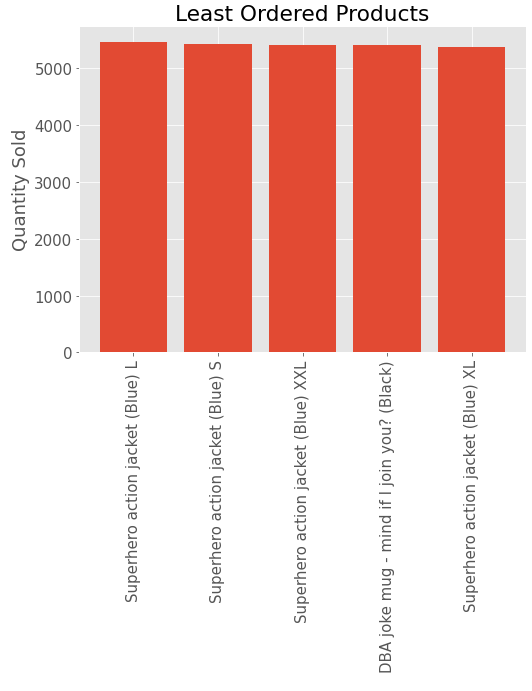 Least Ordered Products
Quantity Sold
5000
4000
3000
2000
1000
0
Superhero action jacket (Blue) L
Superhero action jacket (Blue) S
Superhero action jacket (Blue) XXL
DBA joke mug - mind if I join you? (Black)
Superhero action jacket (Blue) XL